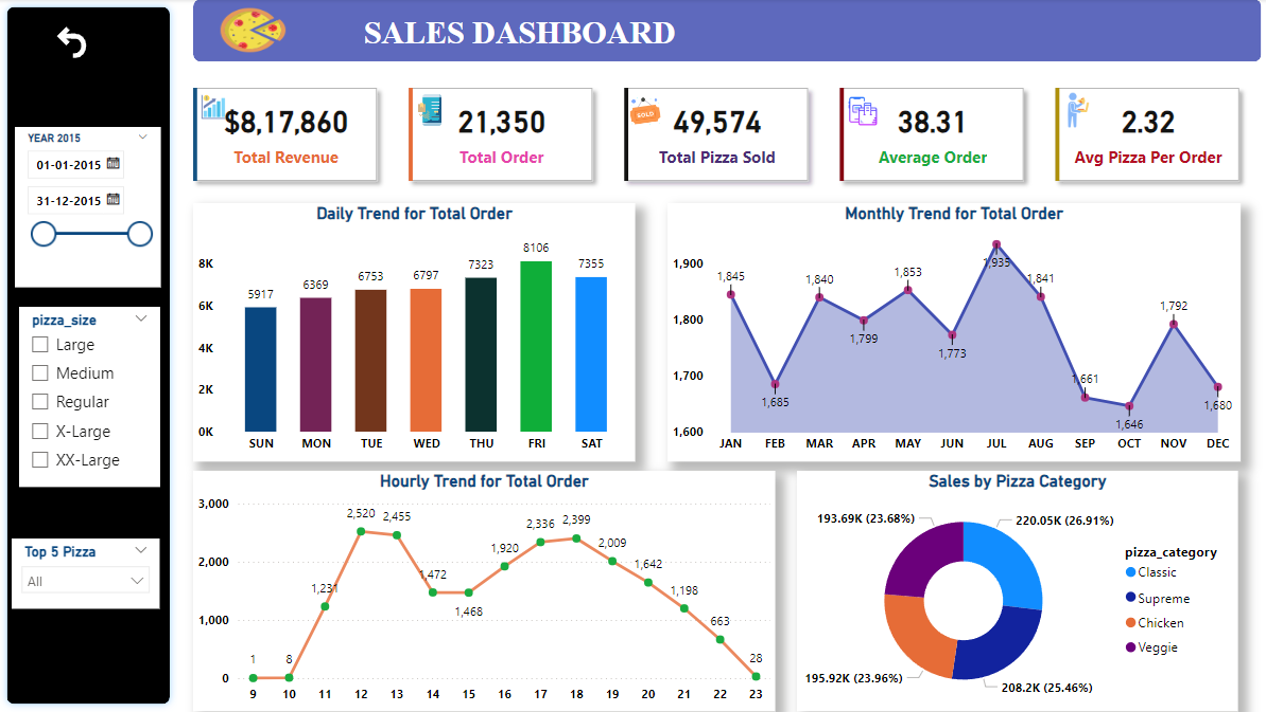 SALES DASHBOARD
YEAR 2015
01-01-2015
31-12-2015
pizza_size
Large
Medium
Regular
X-Large
XX-Large
Top 5 Pizza
All
$8,17,860
Total Revenue
21,350
Total Order
SOLD
49,574
Total Pizza Sold
38.31
Average Order
2.32
Avg Pizza Per Order
Daily Trend for Total Order
8K
6K
4K
2K
0K
5917
6369
6753
6797
7323
8106
7355
SUN MON TUE WED THU FRI SAT
Monthly Trend for Total Order
1,900
1,800
1,700
1,600
1,845
1,685
1,840
1,799
1,853
1,773
1,935
1,841
1,661
1,646
1,792
1,680
JAN FEB MAR APR MAY JUN JUL AUG SEP OCT NOV DEC
Hourly Trend for Total Order
3,000
2,000
1,000
0
1
8
1,231
2,520
2,455
1,472
1,468
1,920
2,336
2,399
2,009
1,642
1,198
663
28
9 10 11 12 13 14 15 16 17 18 19 20 21 22 23
Sales by Pizza Category
193.69K (23.68%)
220.05K (26.91%)
195.92K (23.96%)
208.2K (25.46%)
pizza_category
Classic
Supreme
Chicken
Veggie